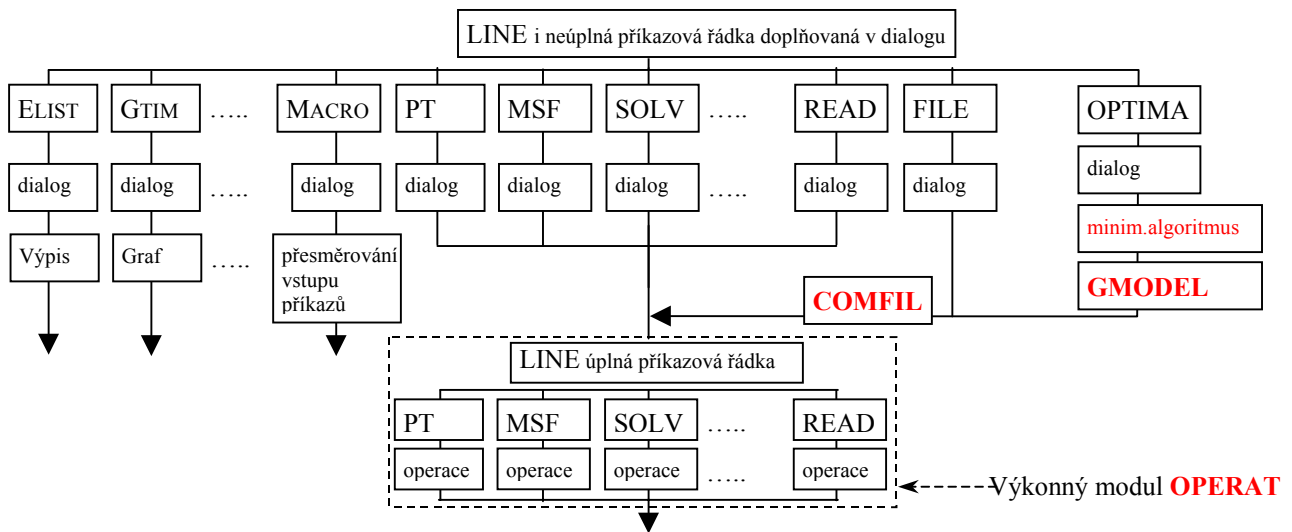 LINE i neúplná příkazová řádka doplňovaná v dialogu
ELIST GTIM ….. MACRO PT MSF SOLV ….. READ FILE OPTIMA
dialog dialog ….. dialog dialog dialog dialog ….. dialog dialog dialog
Výpis Graf ….. přesměrování
vstupu
příkazů
minim.algoritmus
GMODEL
COMFIL
LINE úplná příkazová řádka
PT MSF SOLV ….. READ
operace operace operace ….. operace
Výkonný modul OPERAT